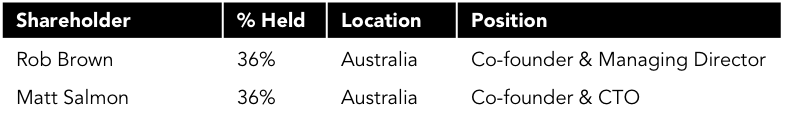 Shareholder % Held Location Position
Rob Brown 36% Australia Co-founder & Managing Director
Matt Salmon 36% Australia Co-founder & CTO